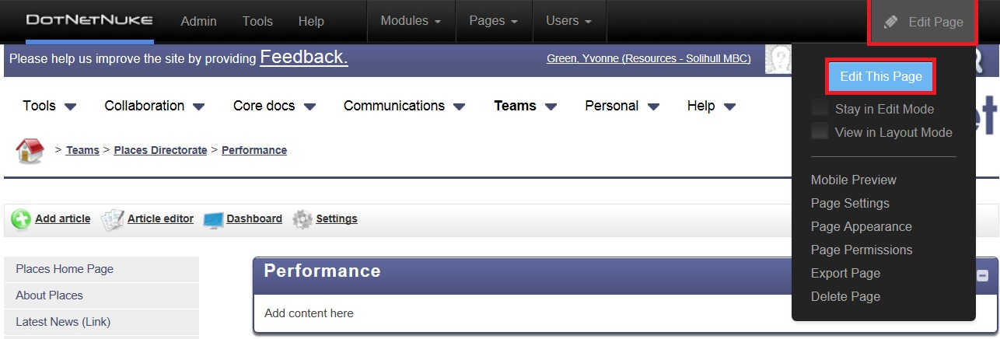 DOTNETNUKE Admin Tools Help Modules Pages Users Edit Page
Please help us improve the site by providing Feedback. Green, Yvonne (Resources - Solihull MBC)
Edit This Page
Stay in Edit Mode
View in Layout Mode
Mobile Preview
Page Settings
Page Appearance
Page Permissions
Export Page
Delete Page
Tools Collaboration Core docs Communications Teams Personal Help
> Teams > Places Directorate > Performance
Add article Article editor Dashboard Settings
Places Home Page
About Places
Latest News (Link)
Performance
Add content here